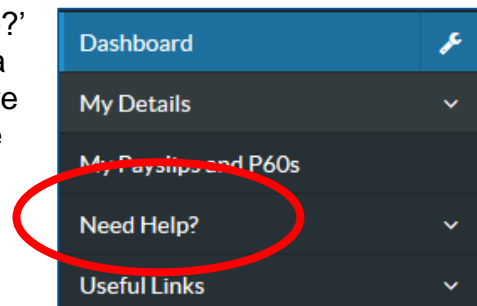 ?’
a
e
e
Dashboard
My Details
My Payslips and P60s
Need Help?
Useful Links